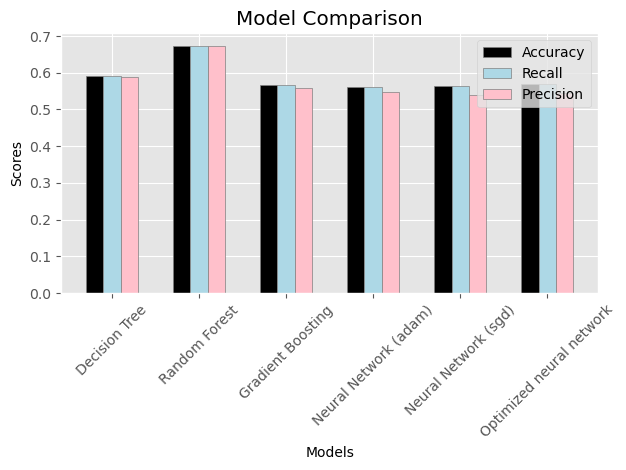 Model Comparison
Accuracy
Recall
Precision
Scores
0.7
0.6
0.5
0.4
0.3
0.2
0.1
0.0
Decision Tree
Random Forest
Gradient Boosting
Neural Network (adam)
Neural Network (sgd)
Optimized neural network
Models